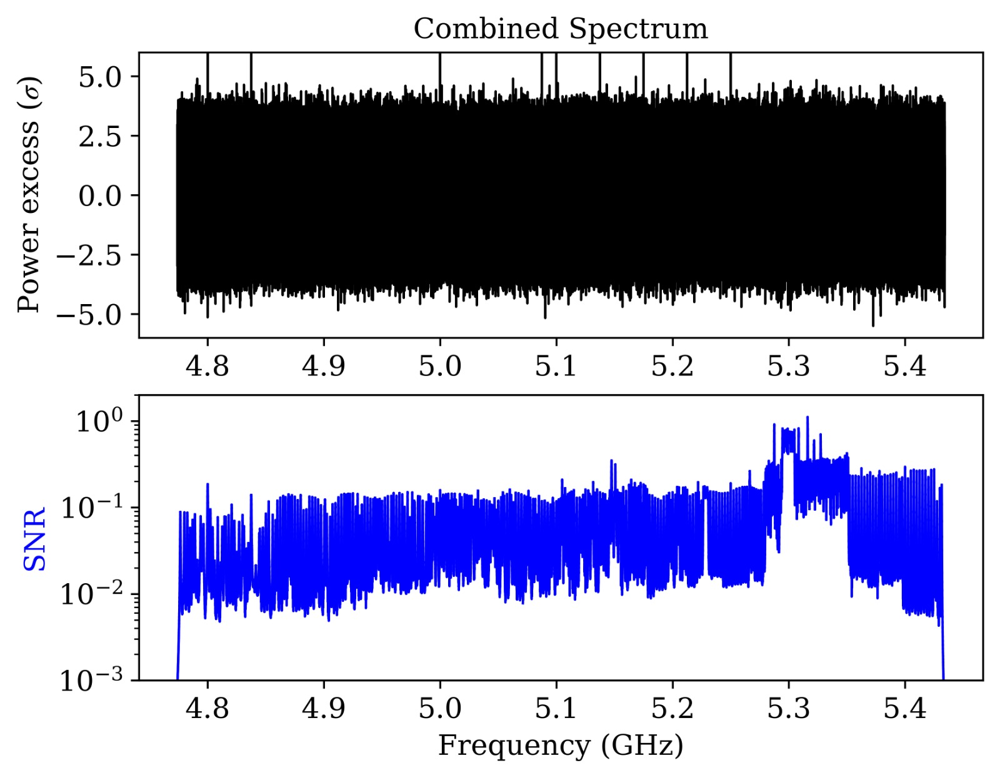 Combined Spectrum
Power excess (σ)
5.0
2.5
0.0
−2.5
−5.0
4.8 4.9 5.0 5.1 5.2 5.3 5.4
SNR
10⁰
10⁻¹
10⁻²
10⁻³
4.8 4.9 5.0 5.1 5.2 5.3 5.4
Frequency (GHz)